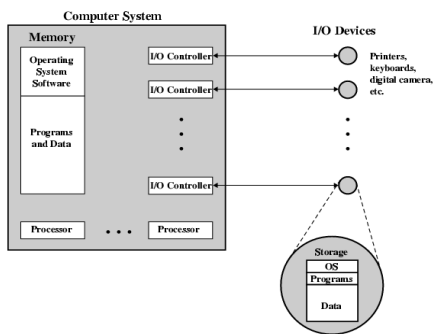 Computer System
I/O Devices
Memory
Operating
System
Software
Programs
and Data
I/O Controller
I/O Controller
I/O Controller
Printers,
keyboards,
digital camera,
etc.
Processor
Processor
Storage
OS
Programs
Data